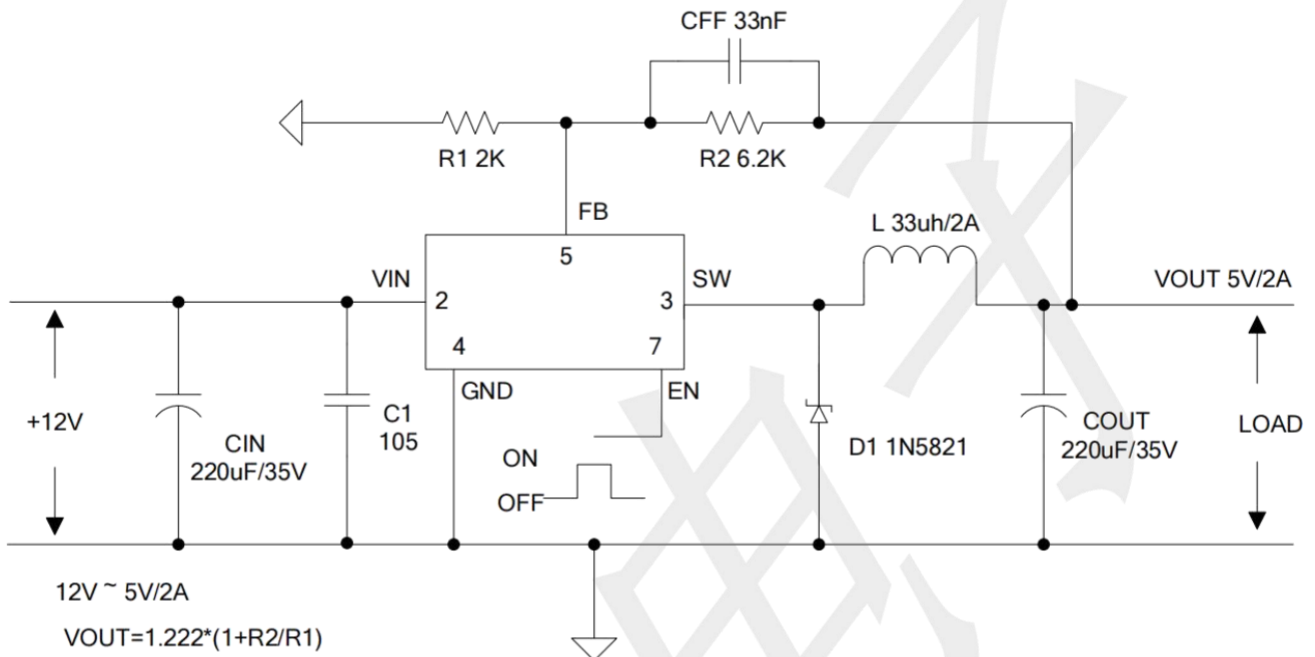 CFF 33nF
R1 2K
R2 6.2K
FB
5
L 33uh/2A
VIN
SW
VOUT 5V/2A
2
3
4
7
GND
EN
+12V
CIN
220uF/35V
C1
105
ON
OFF
D1 1N5821
COUT
220uF/35V
LOAD
12V ~ 5V/2A
VOUT=1.222*(1+R2/R1)